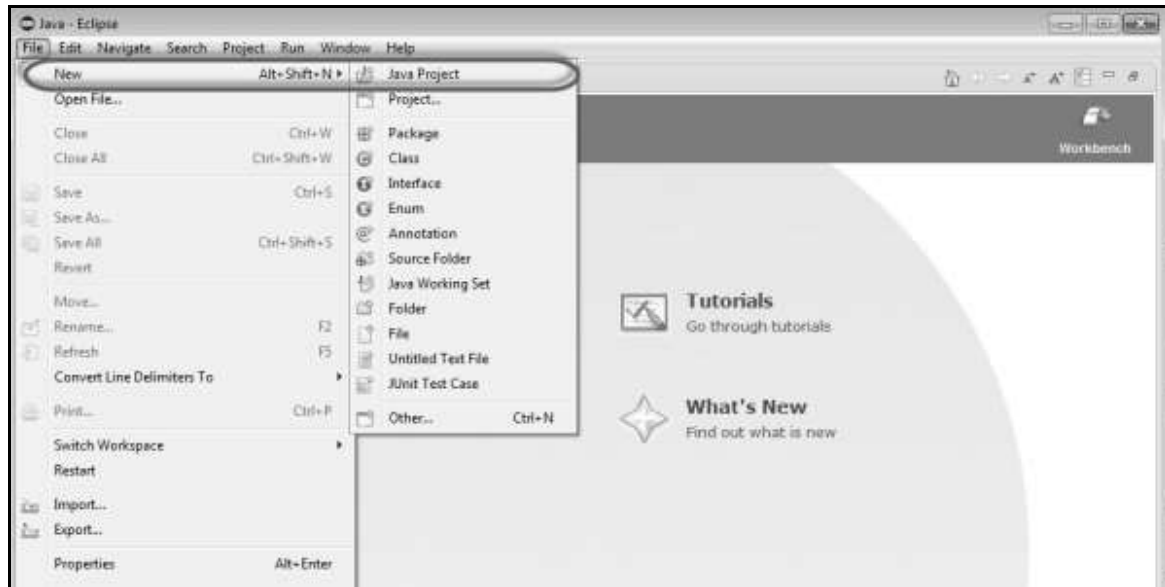 Java - Eclipse
File Edit Navigate Search Project Run Window Help
New Alt+Shift+N
Open File...
Close Ctrl+W
Close All Ctrl+Shift+W
Save Ctrl+S
Save As...
Save All Ctrl+Shift+S
Revert
Move...
Rename... F2
Refresh F5
Convert Line Delimiters To
Print... Ctrl+P
Switch Workspace
Restart
Import...
Export...
Properties Alt+Enter
Java Project
Project...
Package
Class
Interface
Enum
Annotation
Source Folder
Java Working Set
Folder
File
Untitled Text File
JUnit Test Case
Other... Ctrl+N
Workbench
Tutorials
Go through tutorials
What's New
Find out what is new